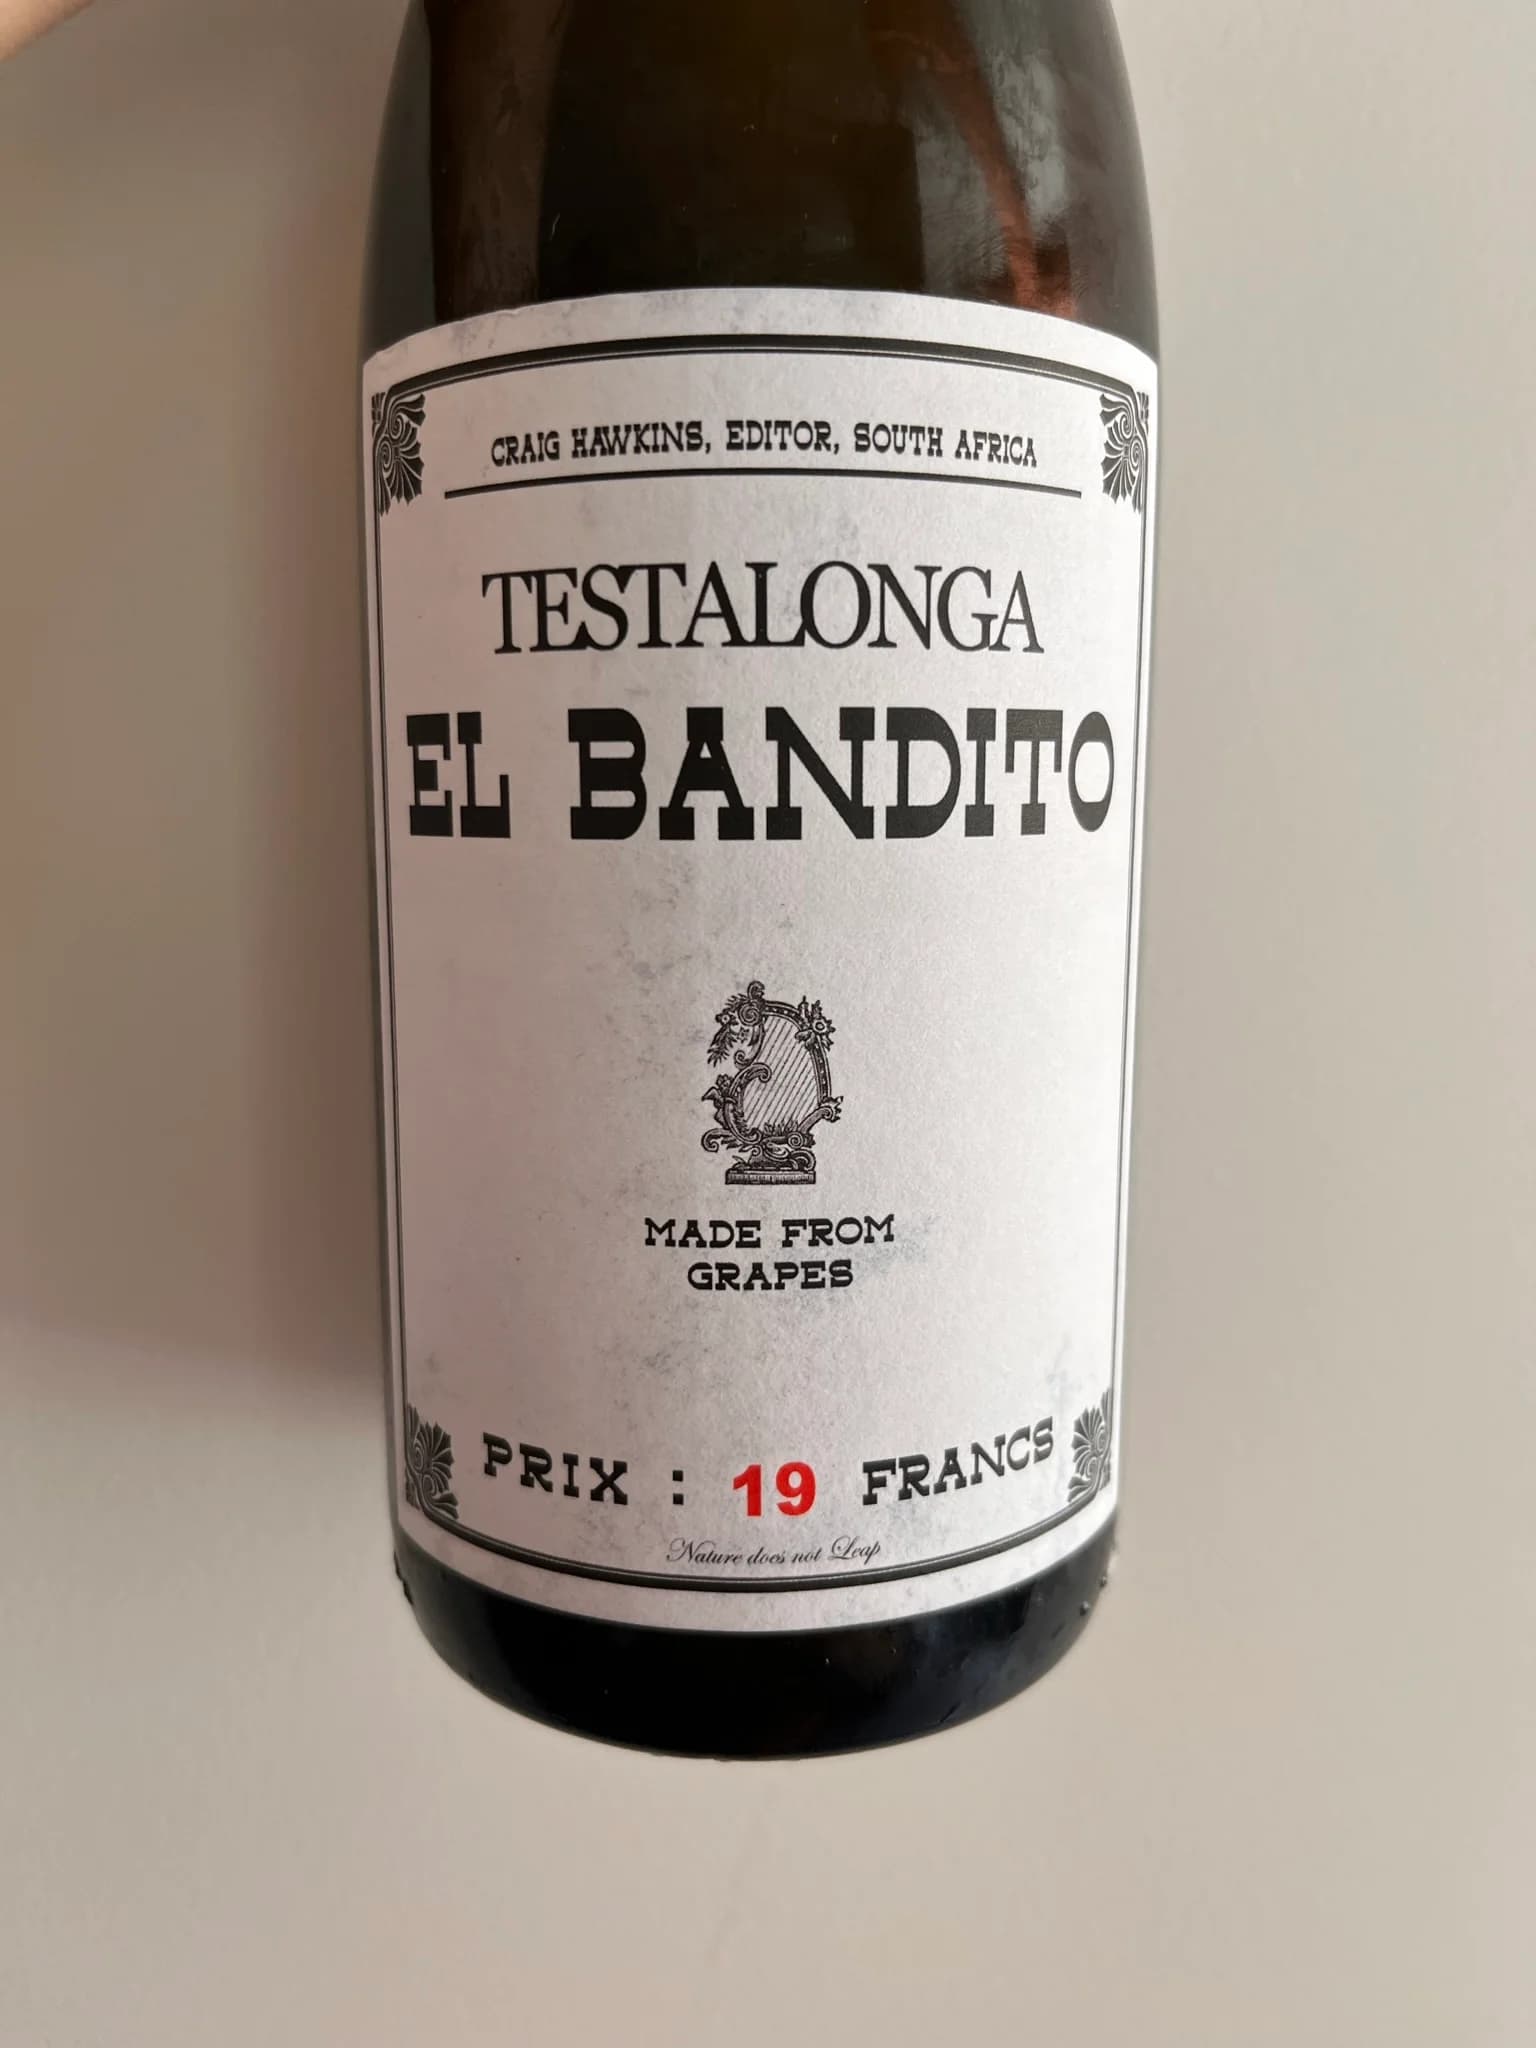 CRAIG HAWKINS, EDITOR, SOUTH AFRICA
TESTALONGA
EL BANDITO
MADE FROM
GRAPES
PRIX : 19 FRANCS
Nature does not Leap